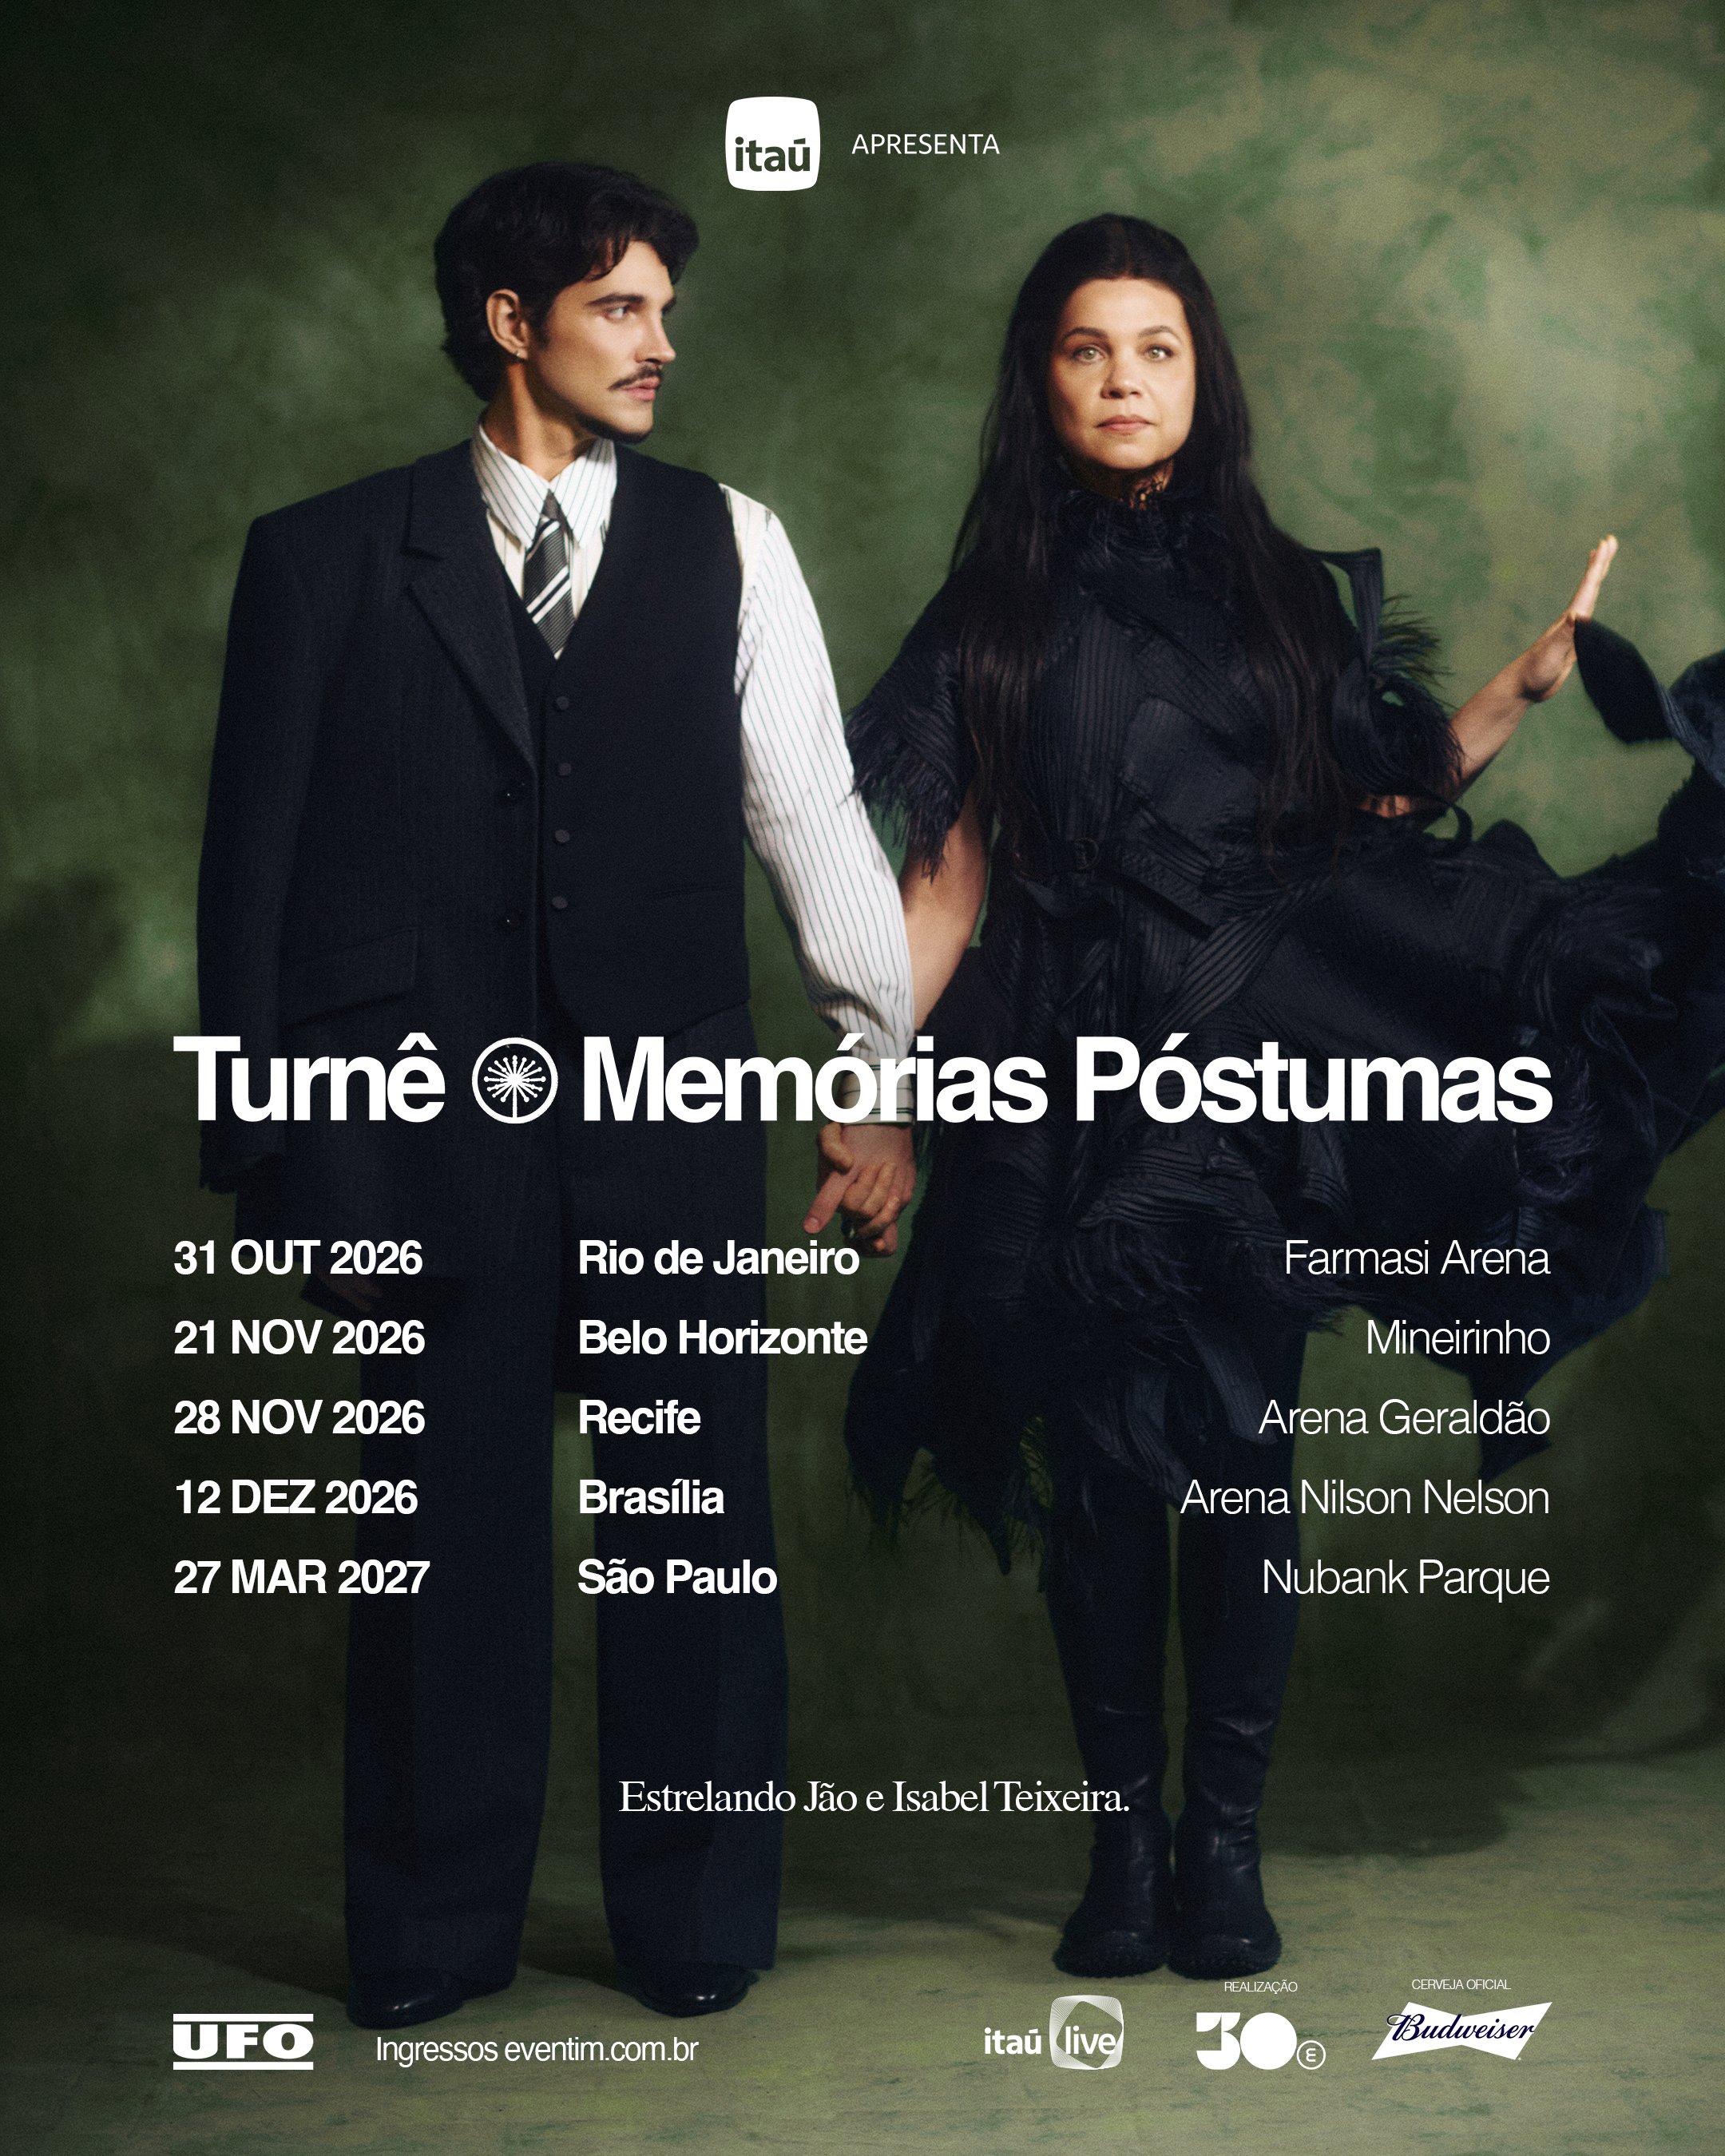 itaú APRESENTA
Turnê Memórias Póstumas
31 OUT 2026 Rio de Janeiro Farmasi Arena
21 NOV 2026 Belo Horizonte Mineirinho
28 NOV 2026 Recife Arena Geraldão
12 DEZ 2026 Brasília Arena Nilson Nelson
27 MAR 2027 São Paulo Nubank Parque
Estrelando Jão e Isabel Teixeira.
REALIZAÇÃO CERVEJA OFICIAL
UFO Ingressos eventim.com.br itaú live 30e Budweiser